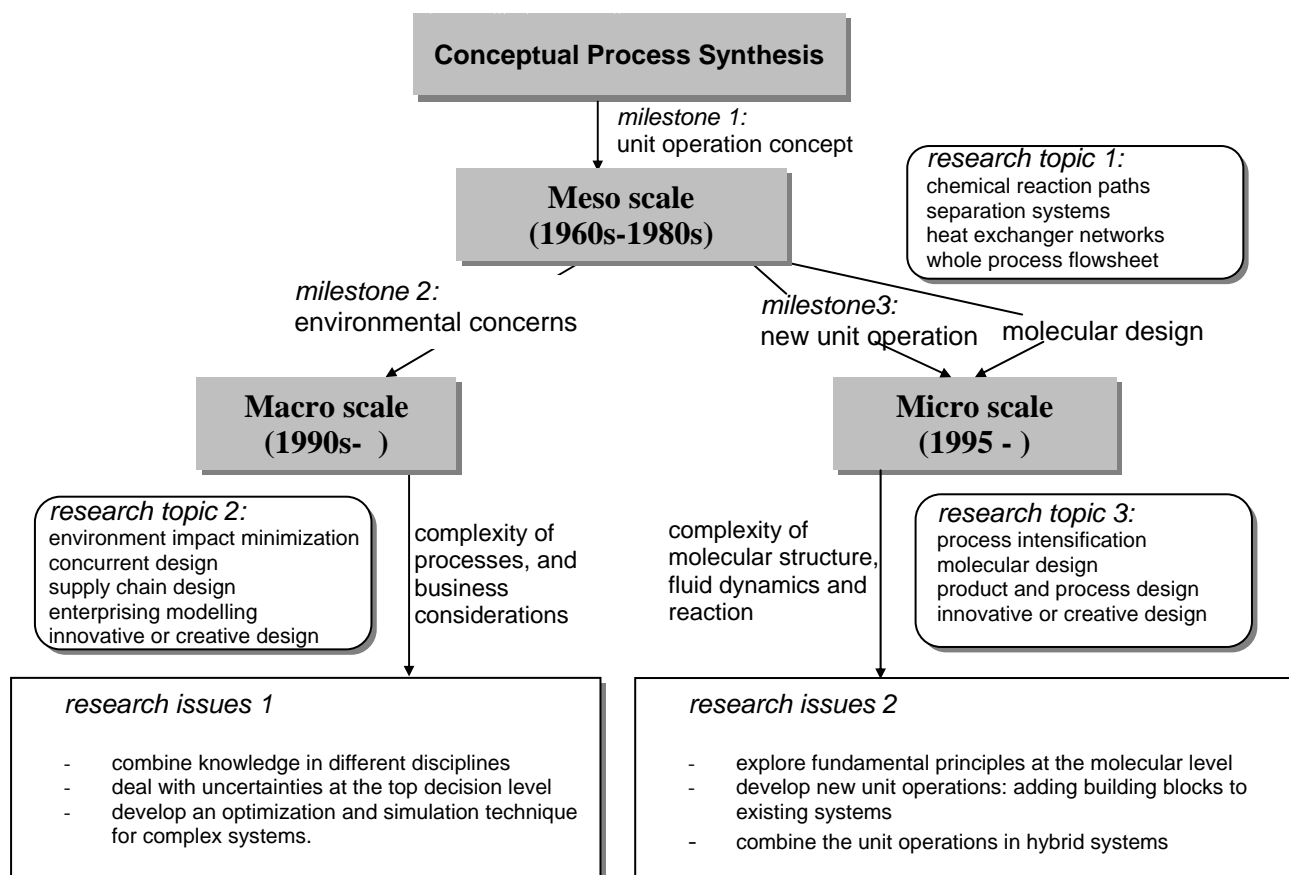 Conceptual Process Synthesis
milestone 1:
unit operation concept
research topic 1:
chemical reaction paths
separation systems
heat exchanger networks
whole process flowsheet
Meso scale
(1960s-1980s)
milestone 2:
environmental concerns
milestone3:
new unit operation
molecular design
Macro scale
(1990s- )
Micro scale
(1995 - )
research topic 2:
environment impact minimization
concurrent design
supply chain design
enterprising modelling
innovative or creative design
complexity of
processes, and
business
considerations
complexity of
molecular structure,
fluid dynamics and
reaction
research topic 3:
process intensification
molecular design
product and process design
innovative or creative design
research issues 1
- combine knowledge in different disciplines
- deal with uncertainties at the top decision level
- develop an optimization and simulation technique
for complex systems.
research issues 2
- explore fundamental principles at the molecular level
- develop new unit operations: adding building blocks to
existing systems
- combine the unit operations in hybrid systems